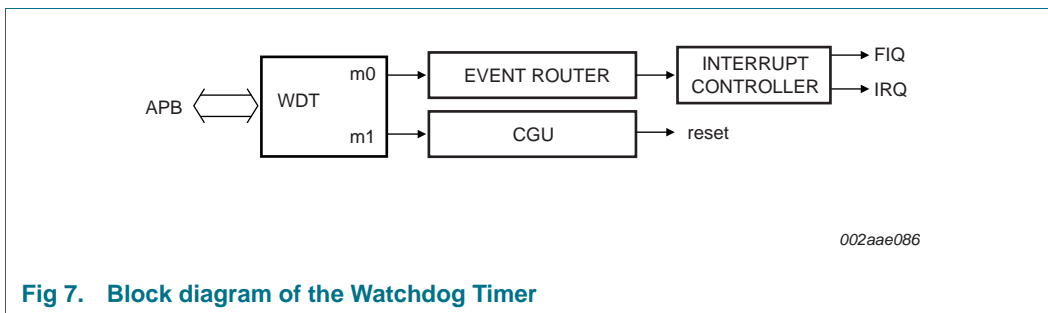 m0
EVENT ROUTER
INTERRUPT
CONTROLLER
FIQ
IRQ
APB
WDT
m1
CGU
reset
002aae086
Fig 7. Block diagram of the Watchdog Timer